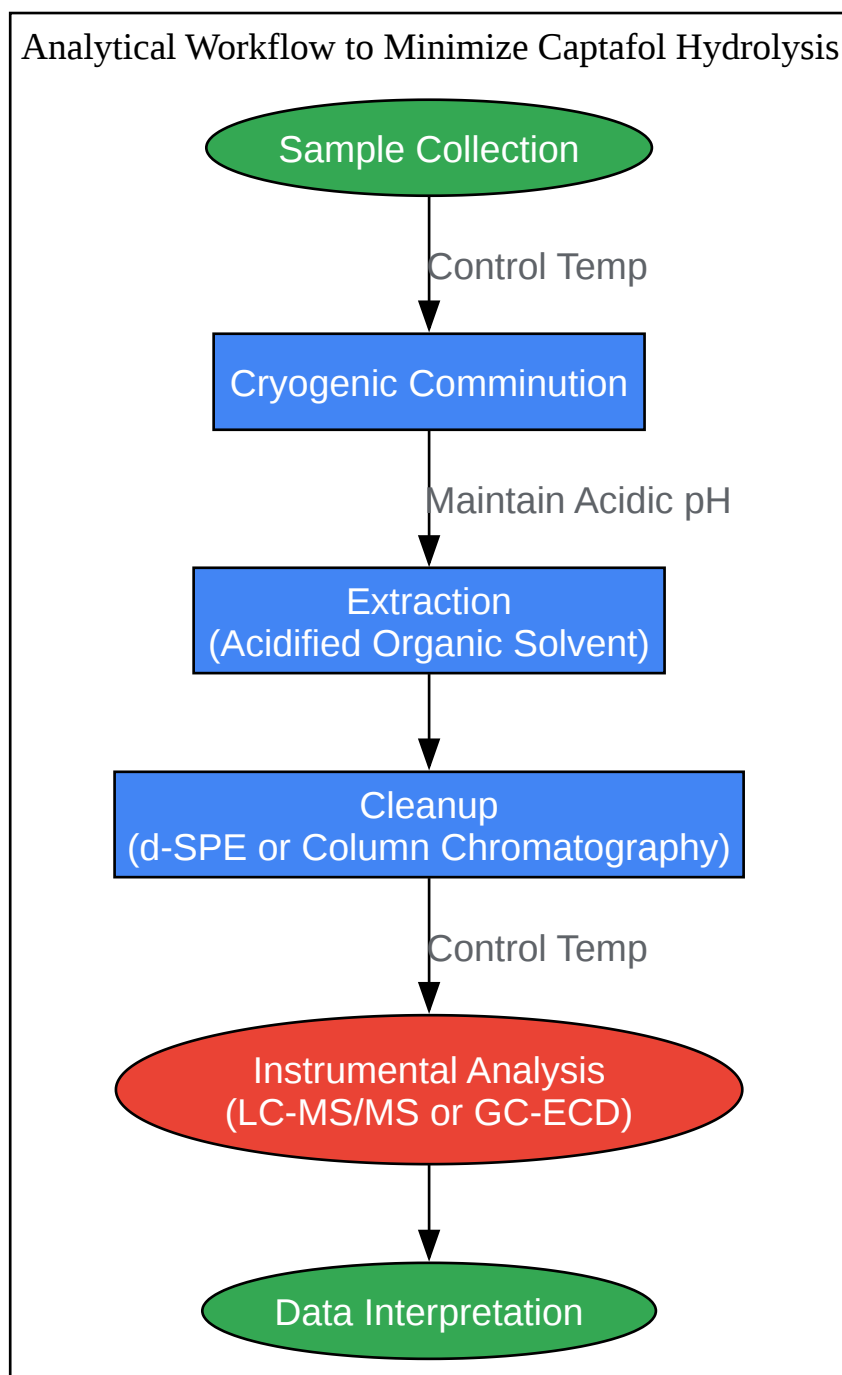 Analytical Workflow to Minimize Captafol Hydrolysis
Sample Collection
Control Temp
Cryogenic Comminution
Maintain Acidic pH
Extraction
(Acidified Organic Solvent)
Cleanup
(d-SPE or Column Chromatography)
Control Temp
Instrumental Analysis
(LC-MS/MS or GC-ECD)
Data Interpretation